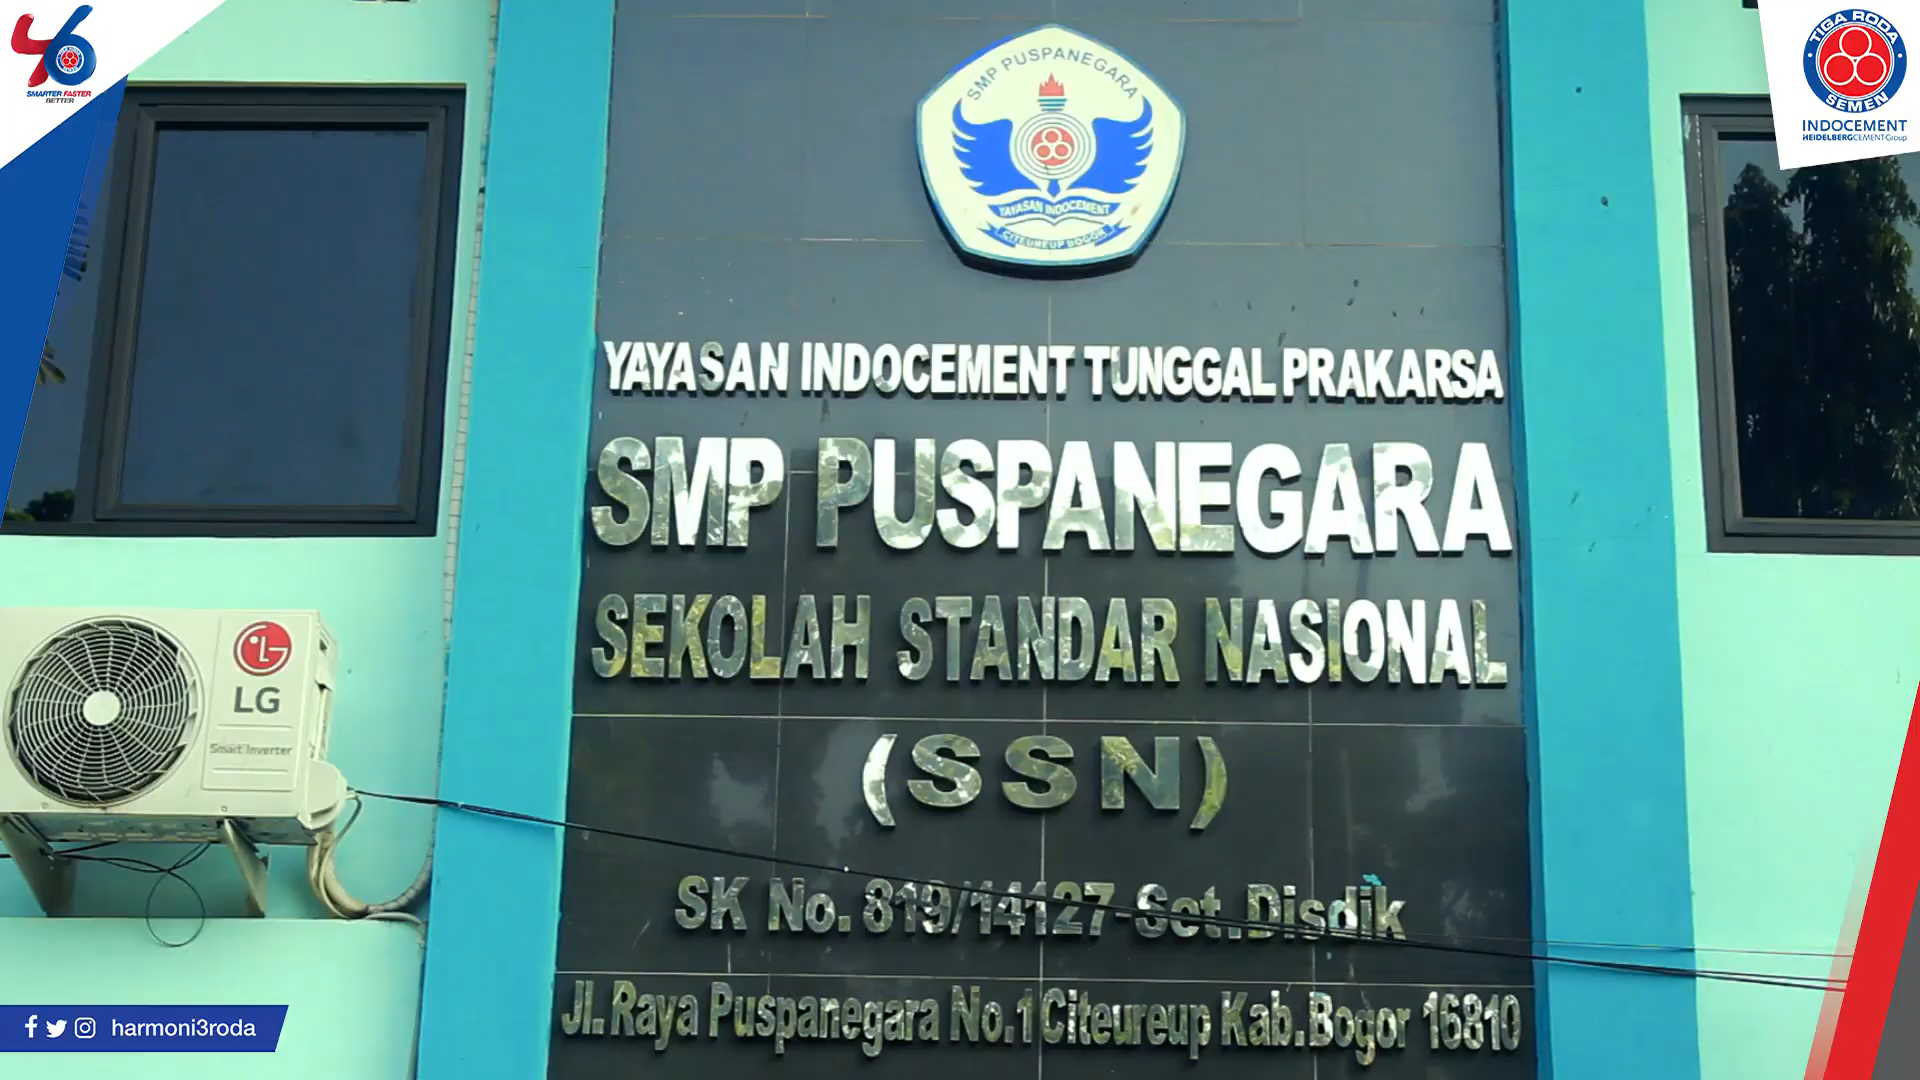 46
SMARTER FASTER
BETTER
TIGA RODA
SEMEN
INDOCEMENT
HEIDELBERGCEMENT Group
SMP PUSPANEGARA
YAYASAN INDOCEMENT
CITEUREUP BOGOR
YAYASAN INDOCEMENT TUNGGAL PRAKARSA
SMP PUSPANEGARA
SEKOLAH STANDAR NASIONAL
(SSN)
SK No. 819/14127-Set.Disdik
Jl. Raya Puspanegara No.1 Citeureup Kab.Bogor 16810
LG
LG
Smart Inverter
harmoni3roda